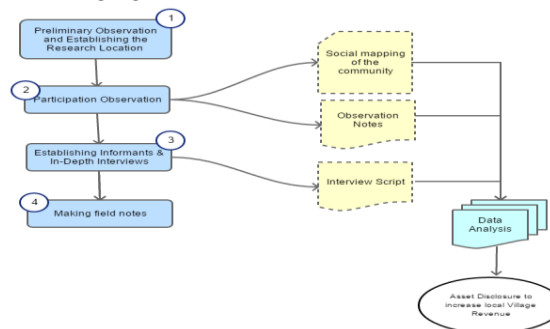 1
Preliminary Observation
and Establishing the
Research Location
2
Participation Observation
3
Establishing Informants &
In-Depth Interviews
4
Making field notes
Social mapping
of the
community
Observation
Notes
Interview Script
Data
Analysis
Asset Disclosure to
increase local Village
Revenue